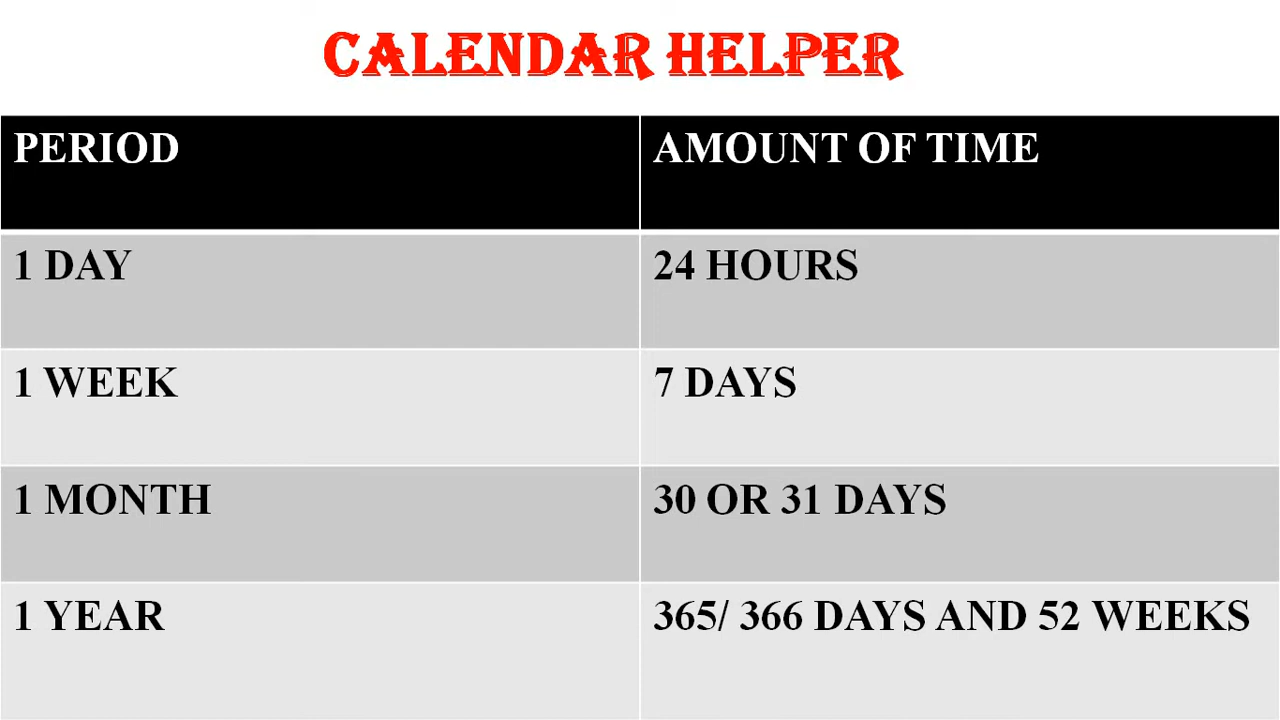 CALENDAR HELPER
PERIOD AMOUNT OF TIME
1 DAY 24 HOURS
1 WEEK 7 DAYS
1 MONTH 30 OR 31 DAYS
1 YEAR 365/ 366 DAYS AND 52 WEEKS